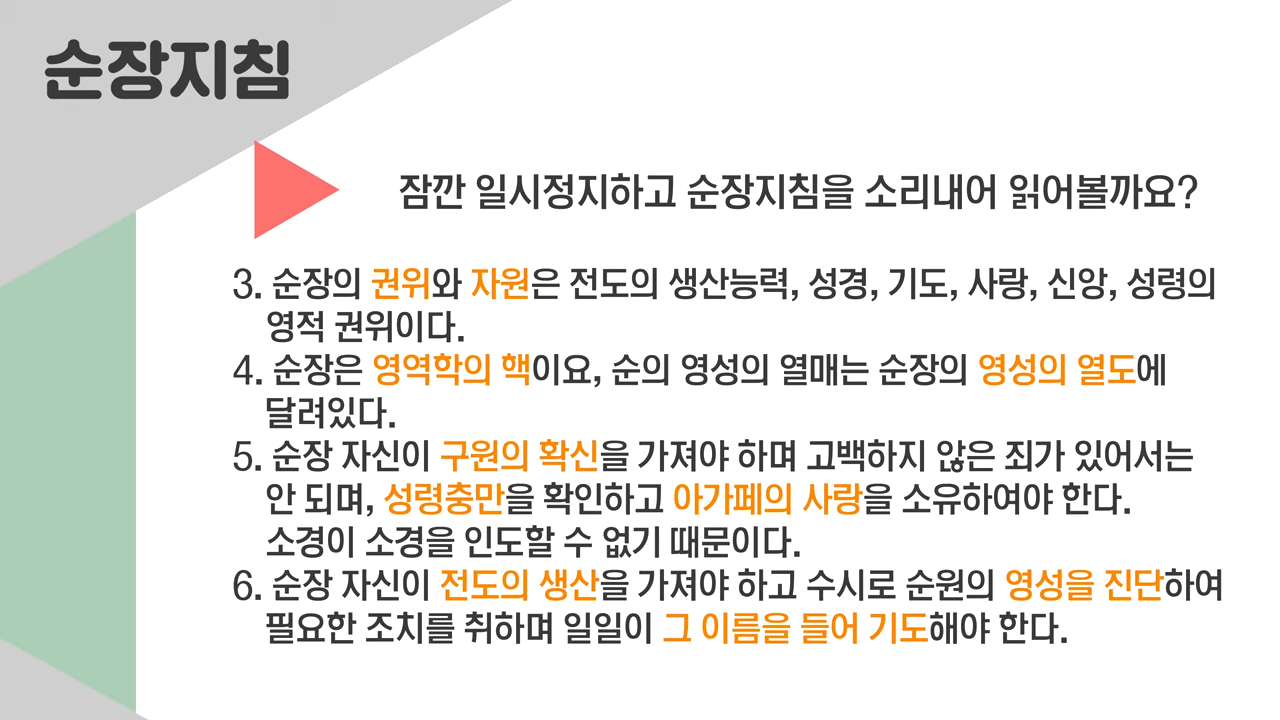 순장지침
잠깐 일시정지하고 순장지침을 소리내어 읽어볼까요?
3. 순장의 권위와 자원은 전도의 생산능력, 성경, 기도, 사랑, 신앙, 성령의
영적 권위이다.
4. 순장은 영역학의 핵이요, 순의 영성의 열매는 순장의 영성의 열도에
달려있다.
5. 순장 자신이 구원의 확신을 가져야 하며 고백하지 않은 죄가 있어서는
안 되며, 성령충만을 확인하고 아가페의 사랑을 소유하여야 한다.
소경이 소경을 인도할 수 없기 때문이다.
6. 순장 자신이 전도의 생산을 가져야 하고 수시로 순원의 영성을 진단하여
필요한 조치를 취하며 일일이 그 이름을 들어 기도해야 한다.